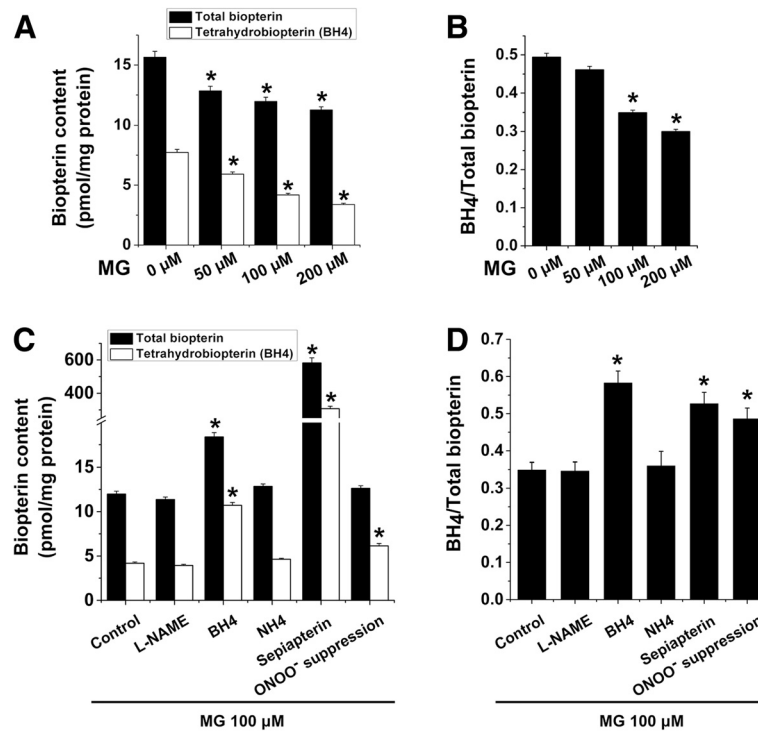 A
Total biopterin
Tetrahydrobiopterin (BH4)
Biopterin content
(pmol/mg protein)
15
10
5
0
*
*
*
*
*
*
MG
0 µM
50 µM
100 µM
200 µM
B
BH4/Total biopterin
0.5
0.4
0.3
0.2
0.1
0.0
*
*
MG
0 µM
50 µM
100 µM
200 µM
C
Total biopterin
Tetrahydrobiopterin (BH4)
Biopterin content
(pmol/mg protein)
600
400
15
10
5
0
*
*
*
*
*
Control
L-NAME
BH4
NH4
Sepiapterin
ONOO⁻ suppression
MG 100 µM
D
BH4/Total biopterin
0.7
0.6
0.5
0.4
0.3
0.2
0.1
0.0
*
*
*
Control
L-NAME
BH4
NH4
Sepiapterin
ONOO⁻ suppression
MG 100 µM